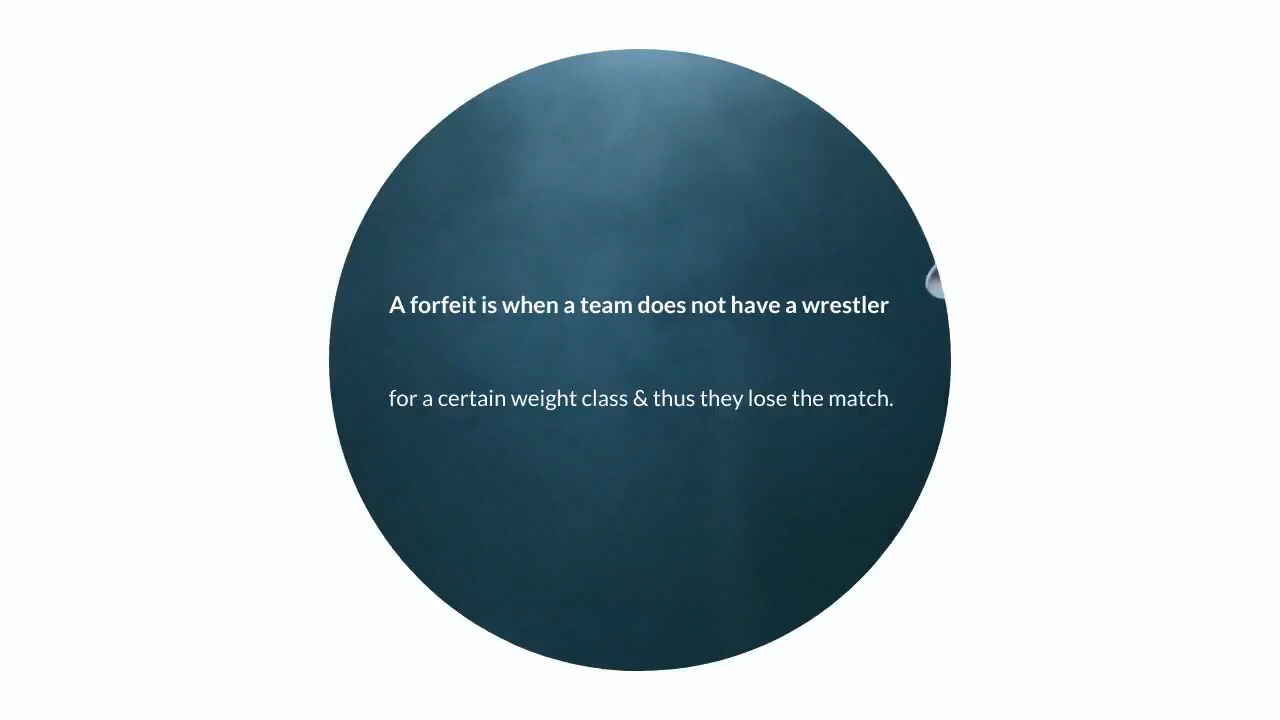 A forfeit is when a team does not have a wrestler
for a certain weight class & thus they lose the match.